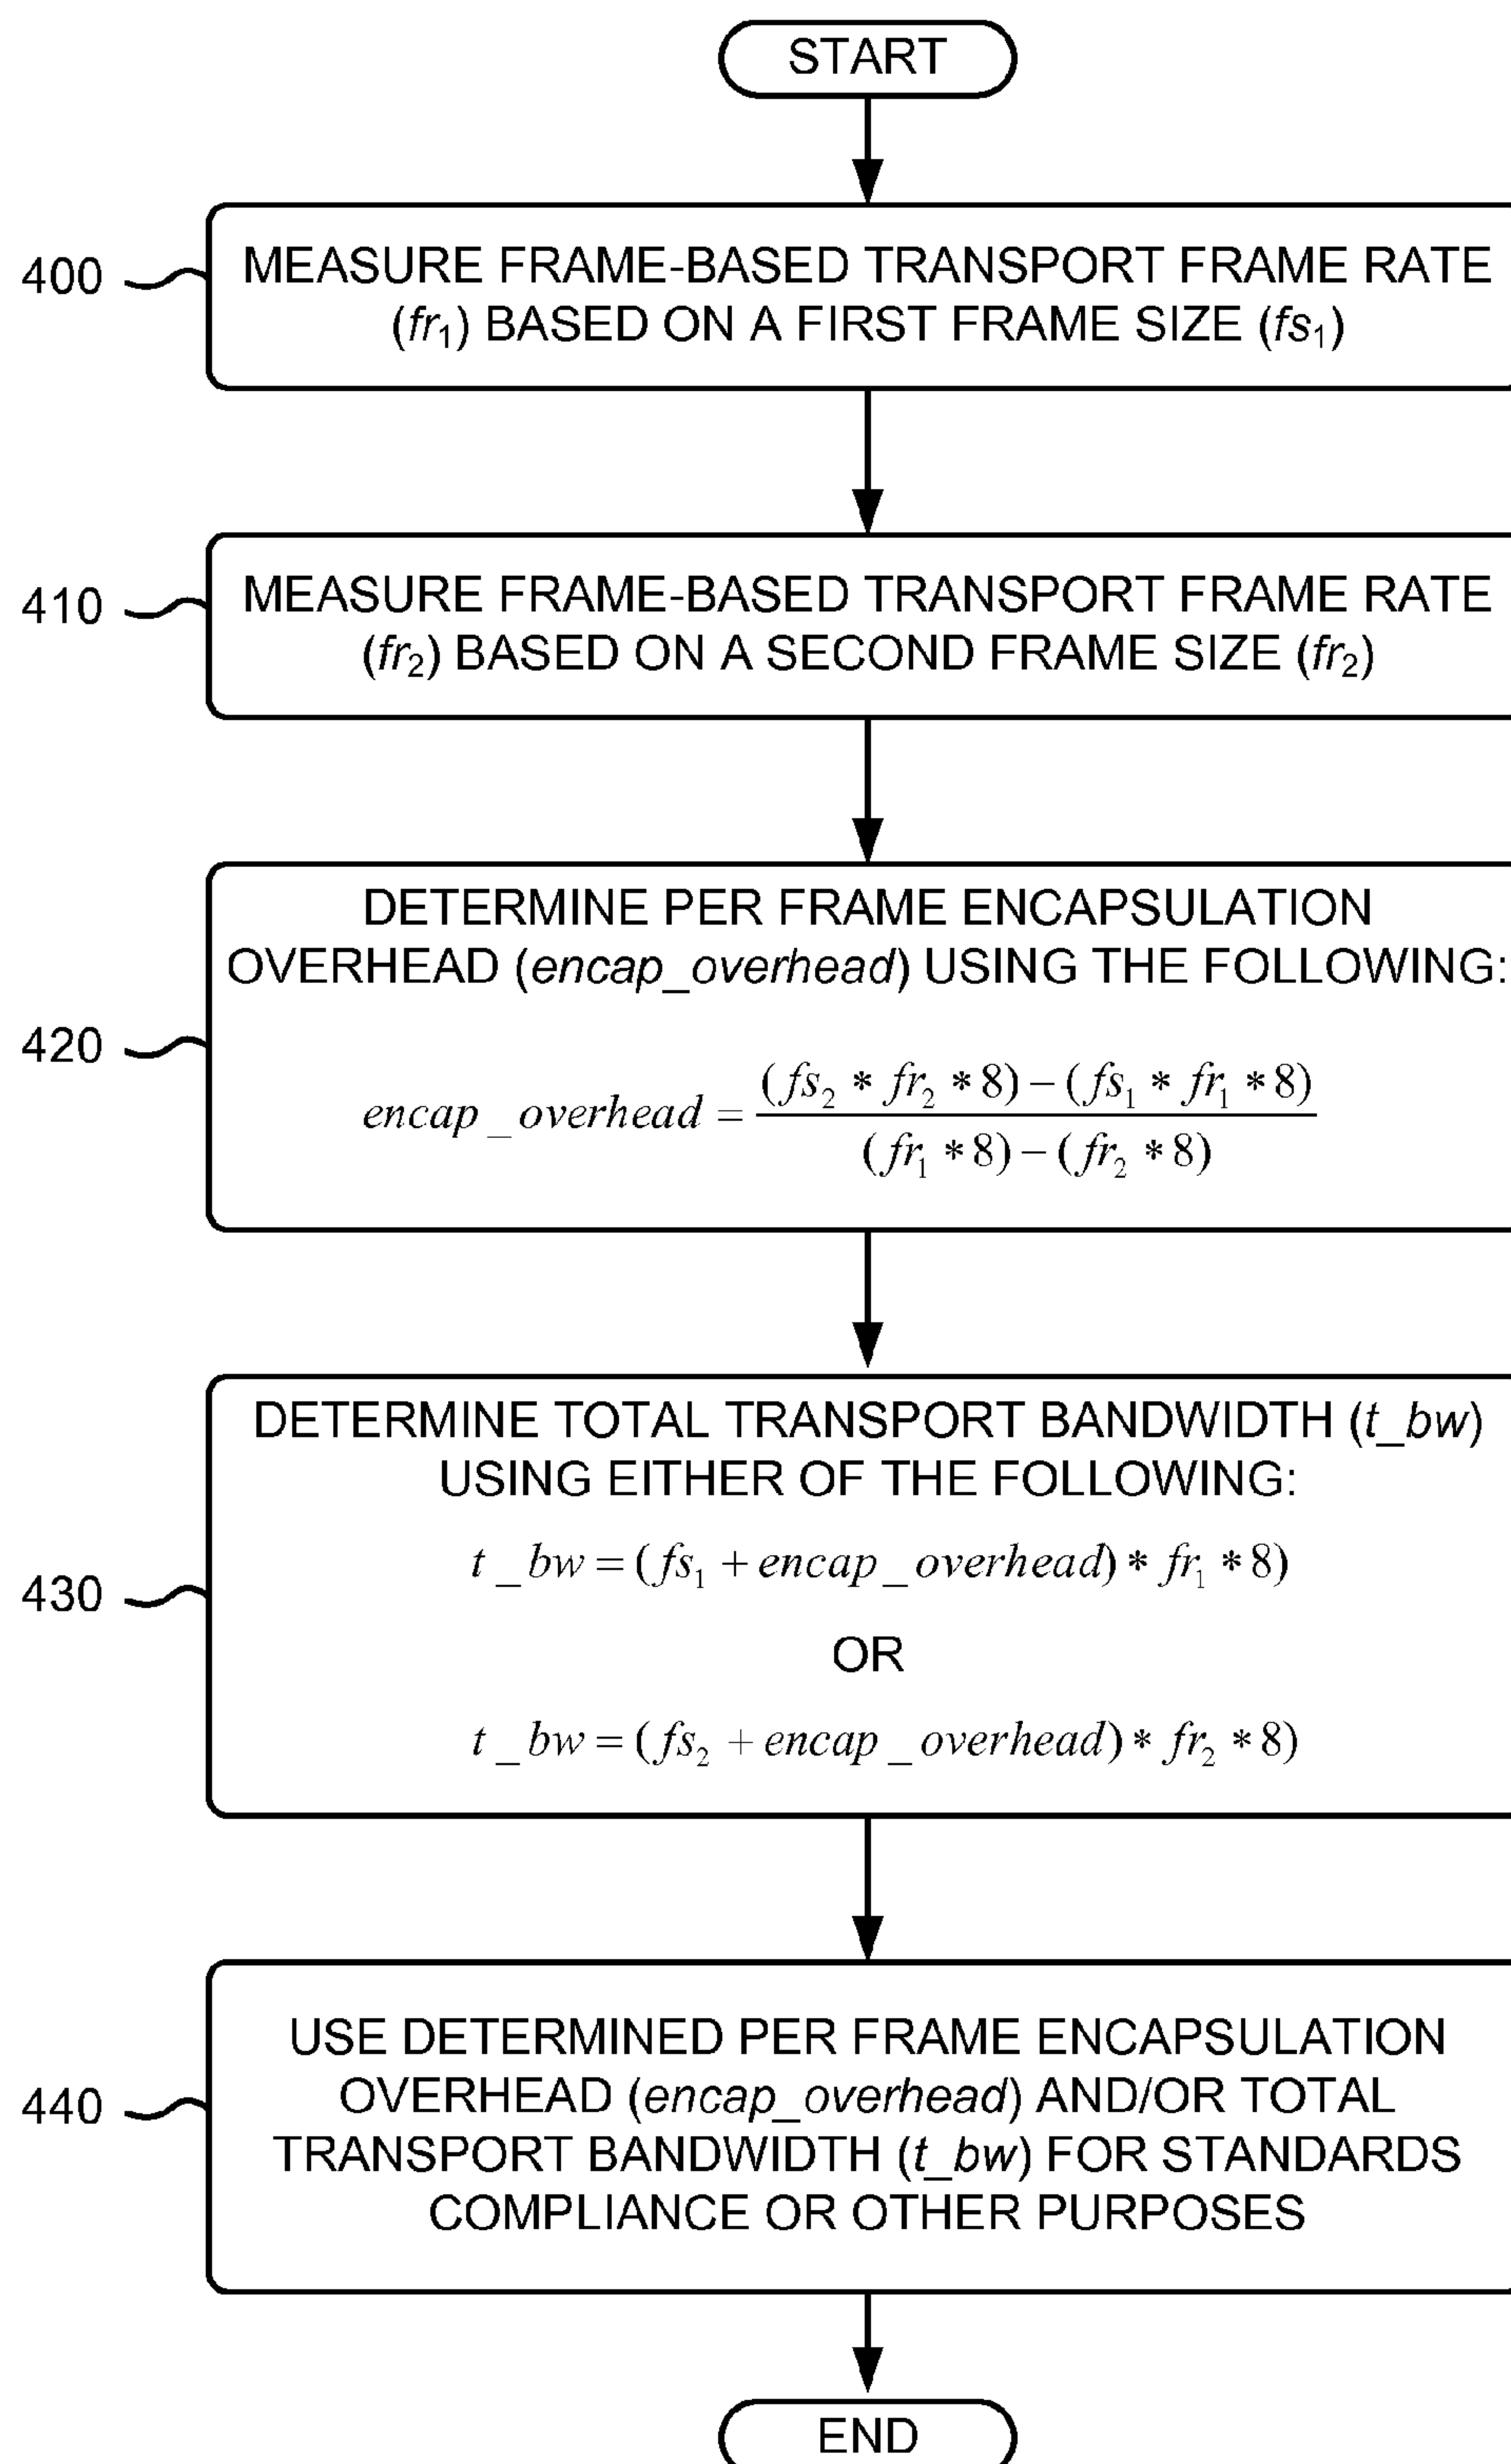 START
400
MEASURE FRAME-BASED TRANSPORT FRAME RATE
(fr₁) BASED ON A FIRST FRAME SIZE (fs₁)
410
MEASURE FRAME-BASED TRANSPORT FRAME RATE
(fr₂) BASED ON A SECOND FRAME SIZE (fr₂)
420
DETERMINE PER FRAME ENCAPSULATION
OVERHEAD (encap_overhead) USING THE FOLLOWING:
encap_overhead = ((fs₂ * fr₂ * 8) − (fs₁ * fr₁ * 8)) / ((fr₁ * 8) − (fr₂ * 8))
430
DETERMINE TOTAL TRANSPORT BANDWIDTH (t_bw)
USING EITHER OF THE FOLLOWING:
t_bw = (fs₁ + encap_overhead) * fr₁ * 8)
OR
t_bw = (fs₂ + encap_overhead) * fr₂ * 8)
440
USE DETERMINED PER FRAME ENCAPSULATION
OVERHEAD (encap_overhead) AND/OR TOTAL
TRANSPORT BANDWIDTH (t_bw) FOR STANDARDS
COMPLIANCE OR OTHER PURPOSES
END